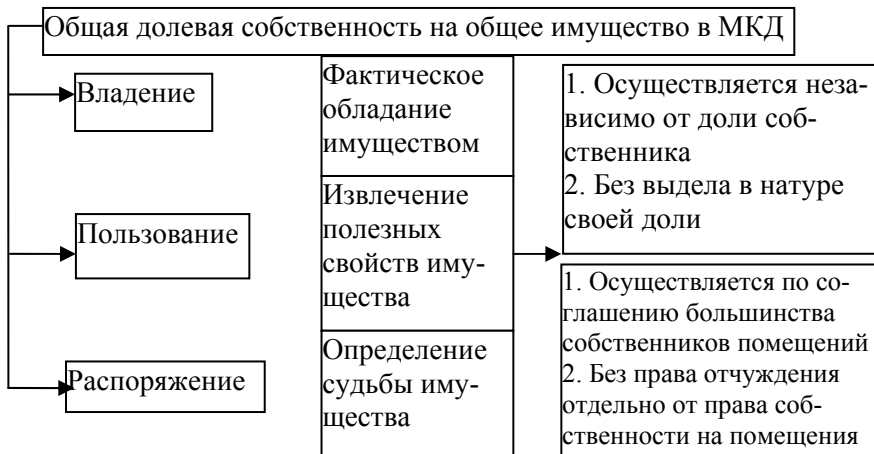 Общая долевая собственность на общее имущество в МКД
Владение
Фактическое
обладание
имуществом
1. Осуществляется неза-
висимо от доли соб-
ственника
2. Без выдела в натуре
своей доли
Пользование
Извлечение
полезных
свойств иму-
щества
Распоряжение
Определение
судьбы иму-
щества
1. Осуществляется по со-
глашению большинства
собственников помещений
2. Без права отчуждения
отдельно от права соб-
ственности на помещения